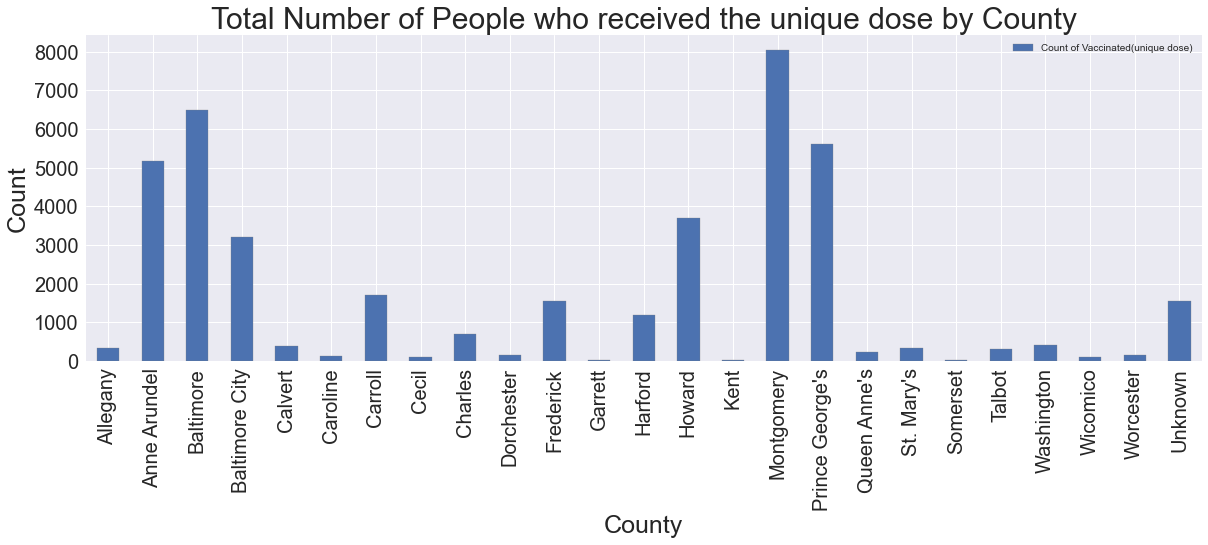 Total Number of People who received the unique dose by County
Count of Vaccinated(unique dose)
Count
8000
7000
6000
5000
4000
3000
2000
1000
0
Allegany
Anne Arundel
Baltimore
Baltimore City
Calvert
Caroline
Carroll
Cecil
Charles
Dorchester
Frederick
Garrett
Harford
Howard
Kent
Montgomery
Prince George's
Queen Anne's
St. Mary's
Somerset
Talbot
Washington
Wicomico
Worcester
Unknown
County